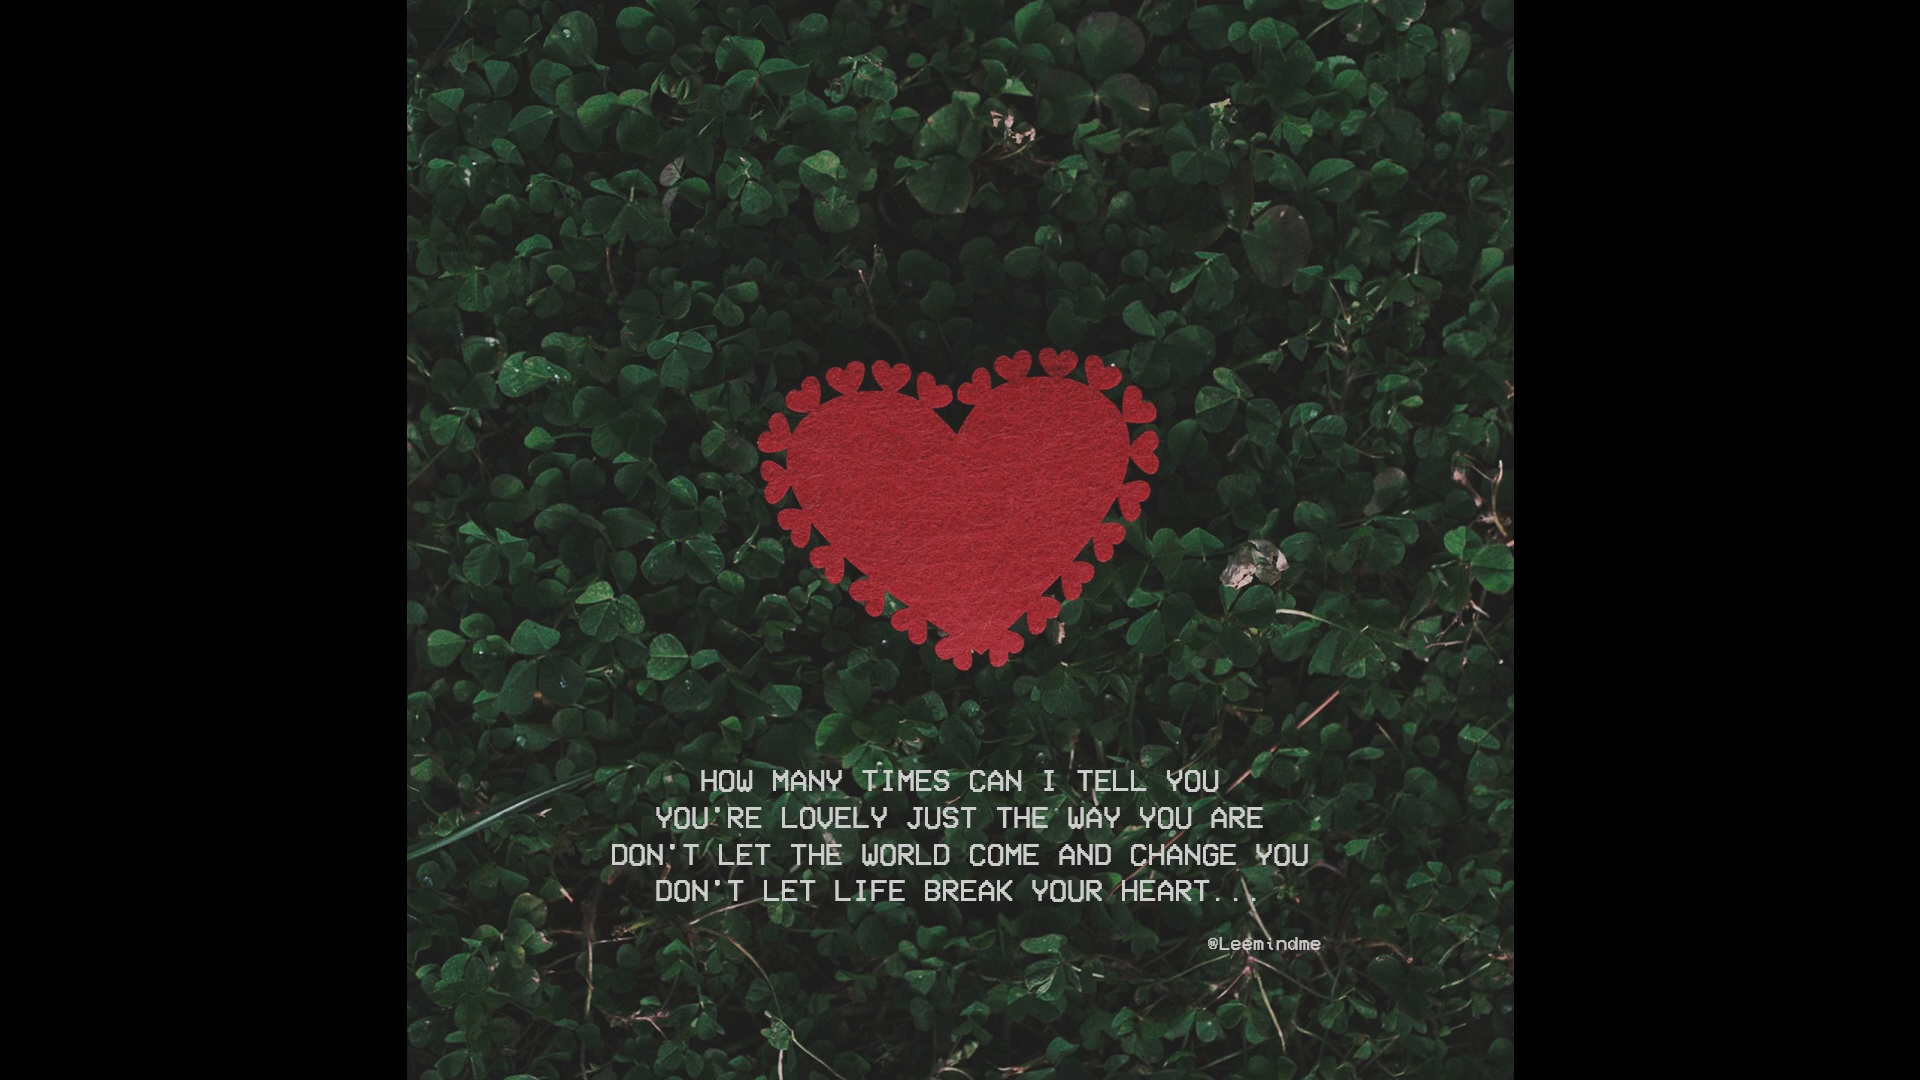 HOW MANY TIMES CAN I TELL YOU
YOU'RE LOVELY JUST THE WAY YOU ARE
DON'T LET THE WORLD COME AND CHANGE YOU
DON'T LET LIFE BREAK YOUR HEART...
@Leemindme